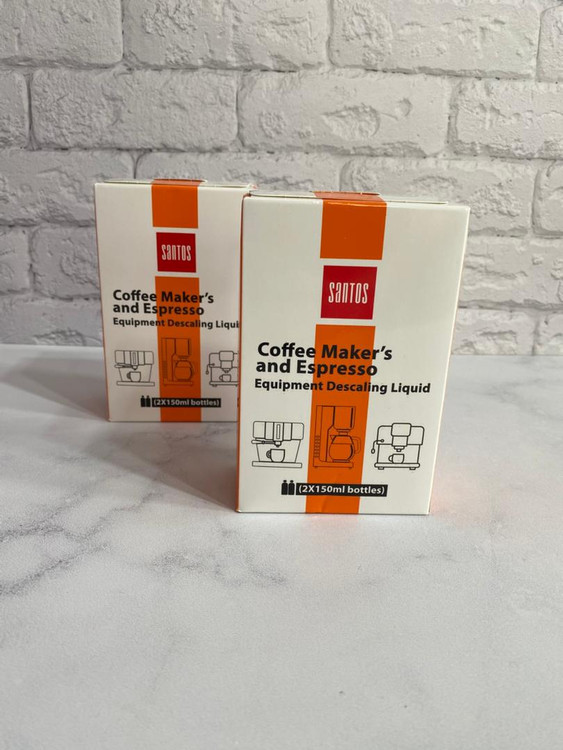 SANTOS
Coffee Maker's
and Espresso
Equipment Descaling Liqui
(2X150ml bottles)
SANTOS
Coffee Maker's
and Espresso
Equipment Descaling Liquid
(2X150ml bottles)